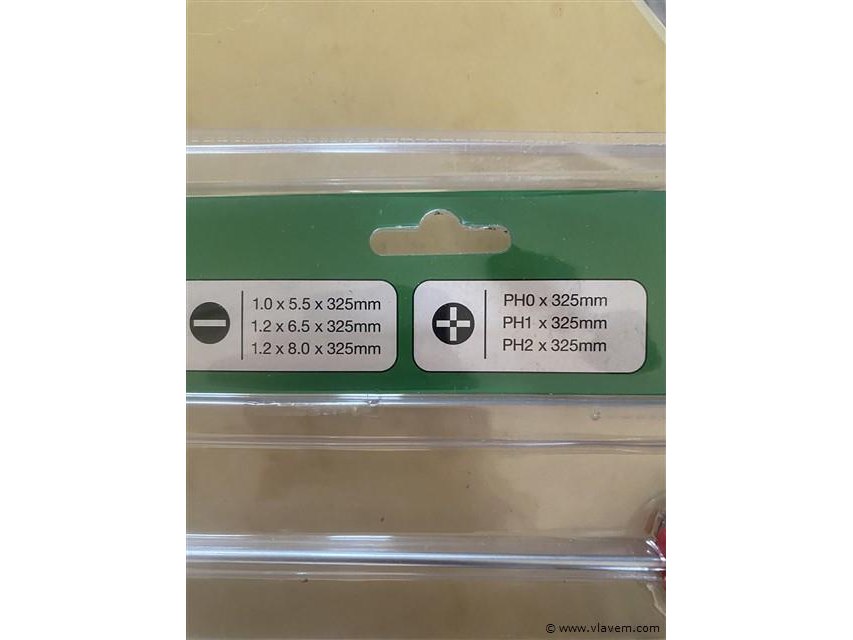 1.0 x 5.5 x 325mm
1.2 x 6.5 x 325mm
1.2 x 8.0 x 325mm
PH0 x 325mm
PH1 x 325mm
PH2 x 325mm
© www.vlavem.com